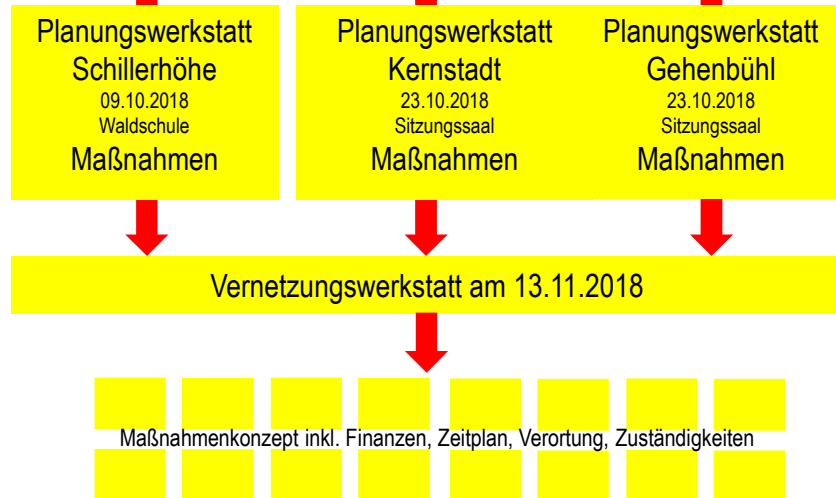 Planungswerkstatt
Schillerhöhe
09.10.2018
Waldschule
Maßnahmen
Planungswerkstatt
Kernstadt
23.10.2018
Sitzungssaal
Maßnahmen
Planungswerkstatt
Gehenbühl
23.10.2018
Sitzungssaal
Maßnahmen
Vernetzungswerkstatt am 13.11.2018
Maßnahmenkonzept inkl. Finanzen, Zeitplan, Verortung, Zuständigkeiten